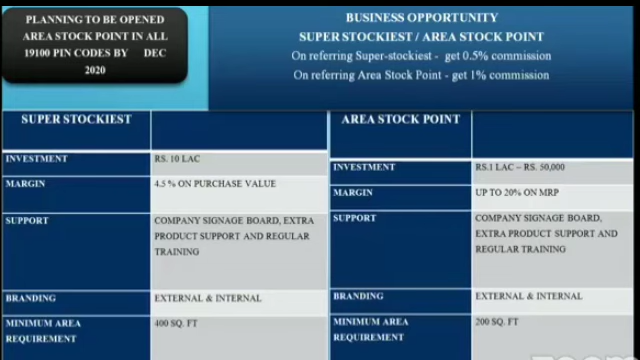 PLANNING TO BE OPENED
AREA STOCK POINT IN ALL
19100 PIN CODES BY DEC
2020
BUSINESS OPPORTUNITY
SUPER STOCKIEST / AREA STOCK POINT
On referring Super-stockiest - get 0.5% commission
On referring Area Stock Point - get 1% commission
SUPER STOCKIEST
INVESTMENT
RS. 10 LAC
MARGIN
4.5 % ON PURCHASE VALUE
SUPPORT
COMPANY SIGNAGE BOARD, EXTRA
PRODUCT SUPPORT AND REGULAR
TRAINING
BRANDING
EXTERNAL & INTERNAL
MINIMUM AREA
REQUIREMENT
400 SQ. FT
AREA STOCK POINT
INVESTMENT
RS.1 LAC – RS. 50,000
MARGIN
UP TO 20% ON MRP
SUPPORT
COMPANY SIGNAGE BOARD,
EXTRA PRODUCT SUPPORT AND
REGULAR TRAINING
BRANDING
EXTERNAL & INTERNAL
MINIMUM AREA
REQUIREMENT
200 SQ. FT
zoom